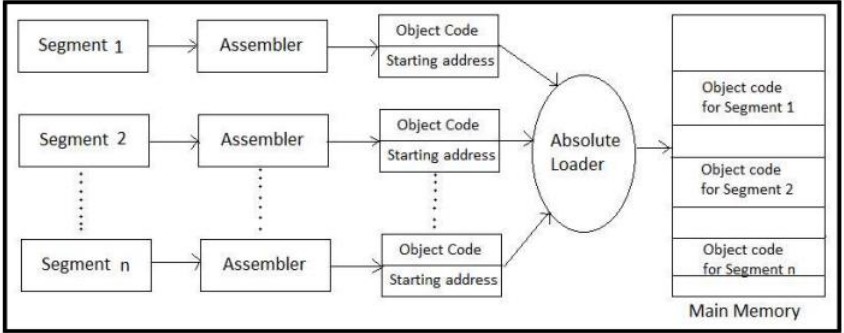 Segment 1
Assembler
Object Code
Starting address
Segment 2
Assembler
Object Code
Starting address
Segment n
Assembler
Object Code
Starting address
Absolute
Loader
Object code
for Segment 1
Object code
for Segment 2
Object code
for Segment n
Main Memory